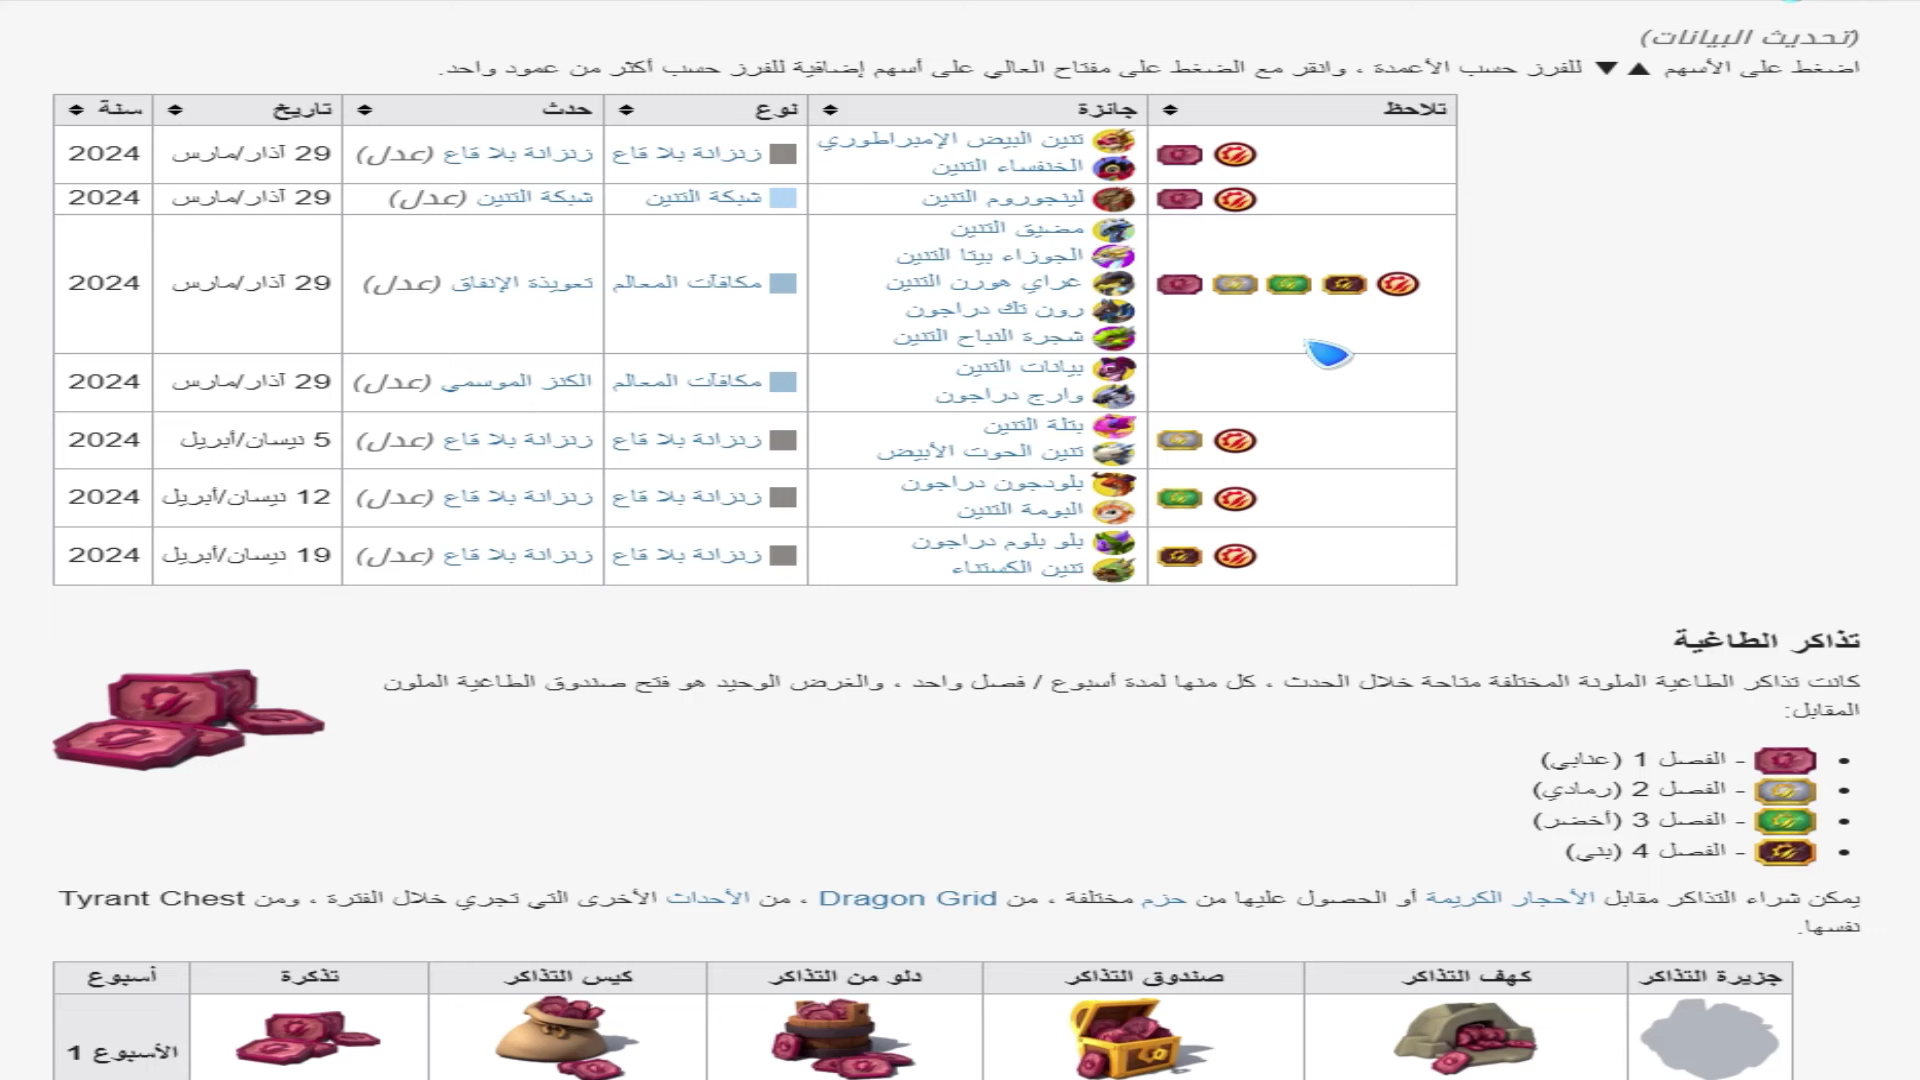 (تحديث البيانات)
اضغط على الأسهم ▲ ▼ للفرز حسب الأعمدة ، وانقر مع الضغط على مفتاح العالي على أسهم إضافية للفرز حسب أكثر من عمود واحد.
سنة تاريخ حدث نوع جائزة تلاحظ
2024 29 آذار/مارس زنزانة بلا قاع (عدل) زنزانة بلا قاع تنين البيض الإمبراطوري
الخنفساء التنين
2024 29 آذار/مارس شبكة التنين (عدل) شبكة التنين لينجوروم التنين
2024 29 آذار/مارس تعويذة الإنفاق (عدل) مكافآت المعالم مضيق التنين
الجوزاء بيتا التنين
عراي هورن التنين
رون تك دراجون
شجرة النباح التنين
2024 29 آذار/مارس الكنز الموسمي (عدل) مكافآت المعالم بيانات التنين
وارج دراجون
2024 5 نيسان/أبريل زنزانة بلا قاع (عدل) زنزانة بلا قاع بتلة التنين
تنين الحوت الأبيض
2024 12 نيسان/أبريل زنزانة بلا قاع (عدل) زنزانة بلا قاع بلودجون دراجون
البومة التنين
2024 19 نيسان/أبريل زنزانة بلا قاع (عدل) زنزانة بلا قاع بلو بلوم دراجون
تنين الكستناء
تذاكر الطاغية
كانت تذاكر الطاغية الملونة المختلفة متاحة خلال الحدث ، كل منها لمدة أسبوع / فصل واحد ، والغرض الوحيد هو فتح صندوق الطاغية الملون
المقابل:
• - الفصل 1 (عنابي)
• - الفصل 2 (رمادي)
• - الفصل 3 (أخضر)
• - الفصل 4 (بني)
يمكن شراء التذاكر مقابل الأحجار الكريمة أو الحصول عليها من حزم مختلفة ، من Dragon Grid ، من الأحداث الأخرى التي تجري خلال الفترة ، ومن Tyrant Chest
نفسها.
أسبوع تذكرة كيس التذاكر دلو من التذاكر صندوق التذاكر كهف التذاكر جزيرة التذاكر
الأسبوع 1